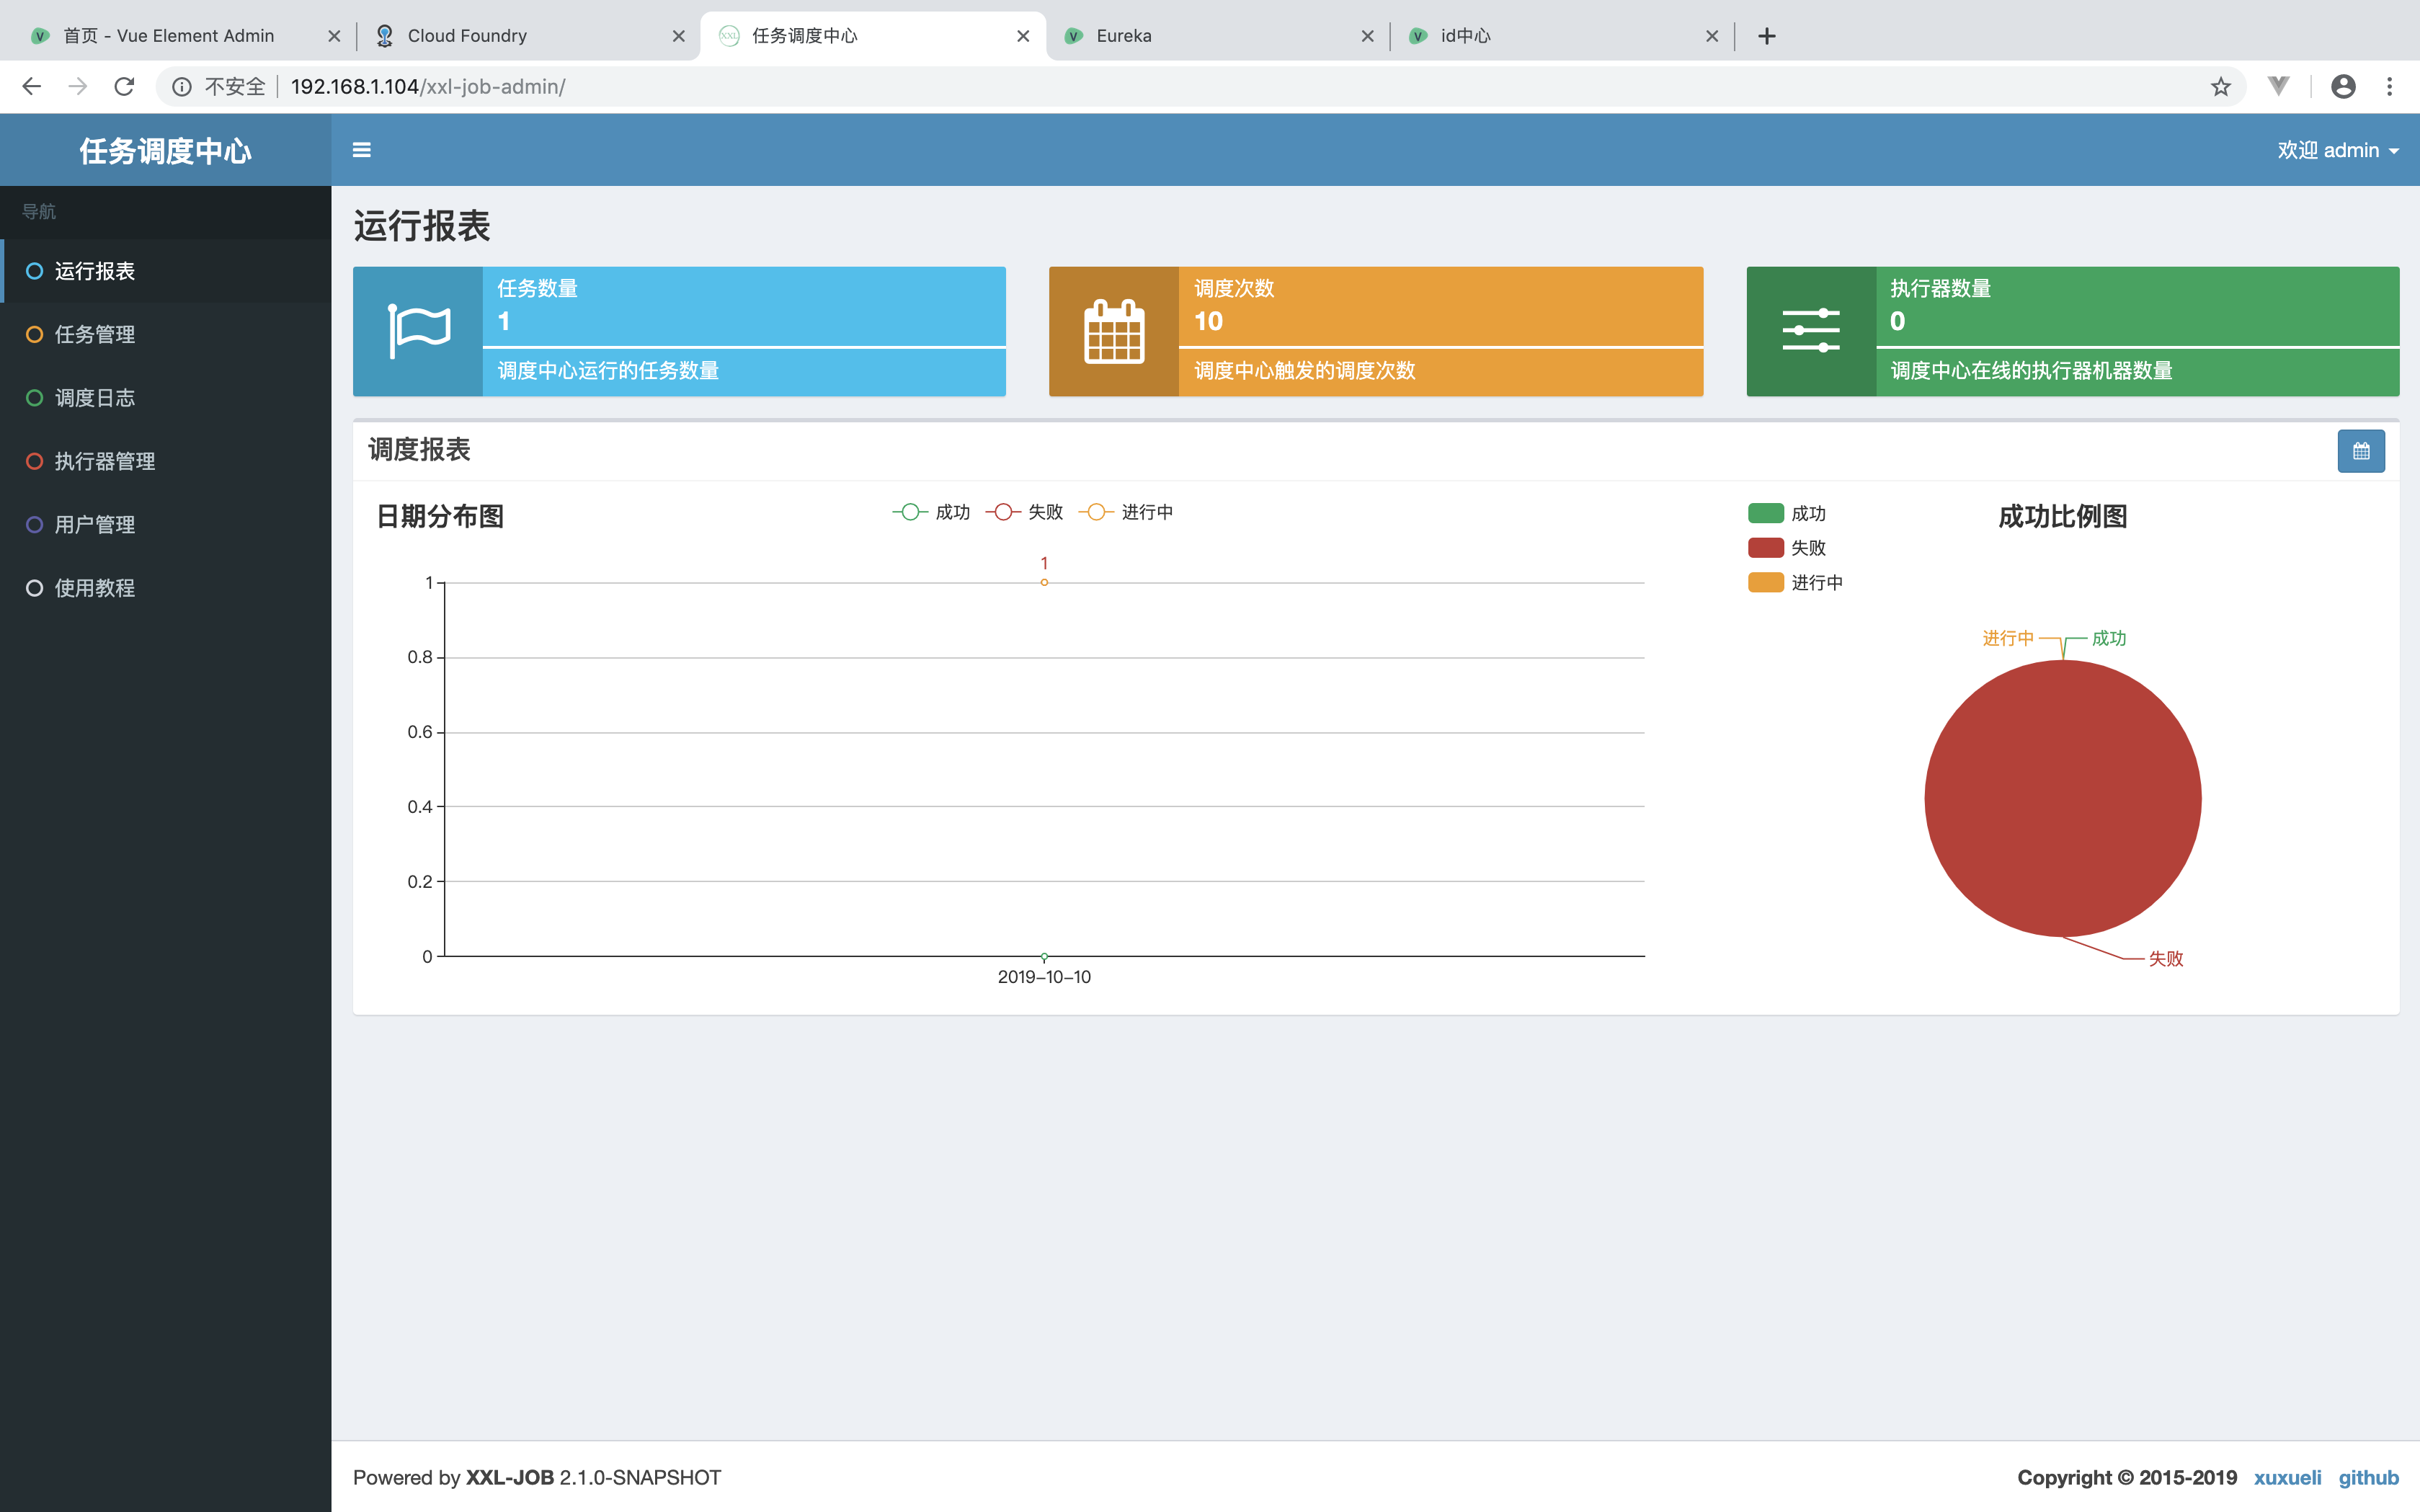 首页 - Vue Element Admin
Cloud Foundry
任务调度中心
Eureka
id中心
不安全
192.168.1.104/xxl-job-admin/
任务调度中心
欢迎 admin
导航
运行报表
任务管理
调度日志
执行器管理
用户管理
使用教程
运行报表
任务数量
1
调度中心运行的任务数量
调度次数
10
调度中心触发的调度次数
执行器数量
0
调度中心在线的执行器机器数量
调度报表
日期分布图
成功 失败 进行中
1
1
0.8
0.6
0.4
0.2
0
2019-10-10
成功
失败
进行中
成功比例图
进行中 成功
失败
Powered by XXL-JOB 2.1.0-SNAPSHOT
Copyright © 2015-2019 xuxueli github